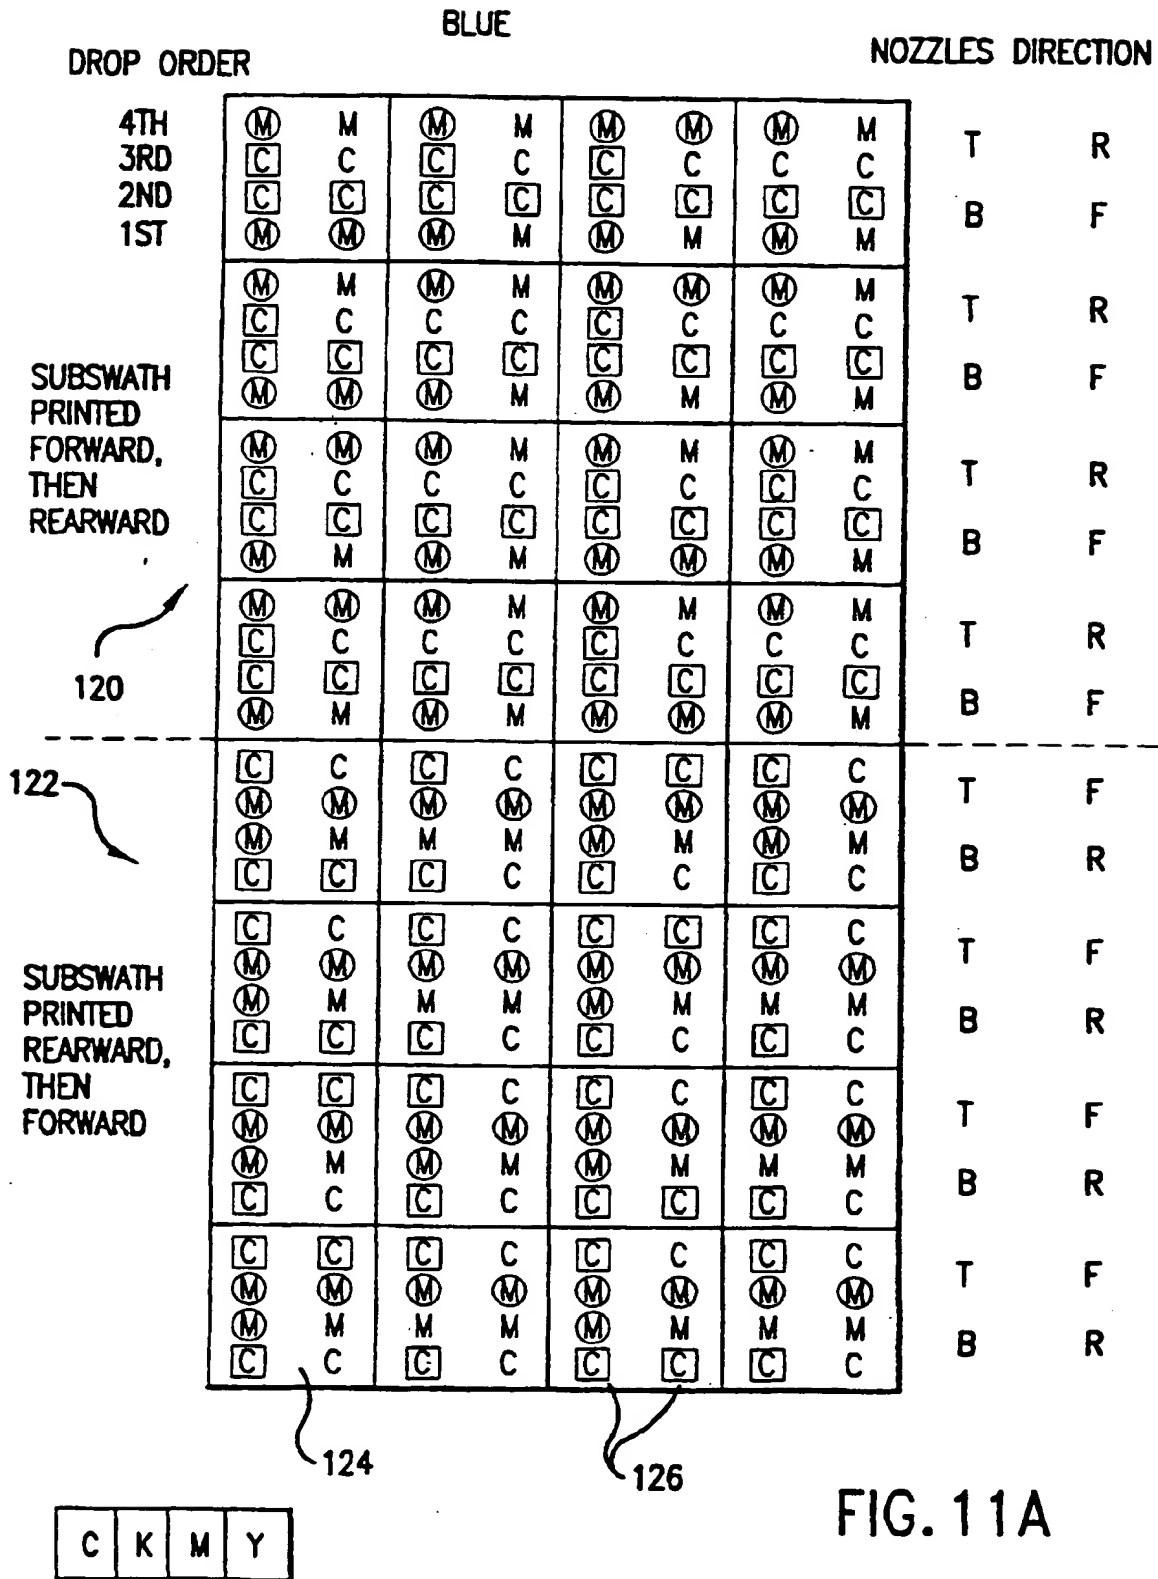 BLUE
DROP ORDER NOZZLES DIRECTION
4TH M M M M M M M M T R
3RD C C C C C C C C
2ND C C C C C C C C B F
1ST M M M M M M M M
M M M M M M M M T R
C C C C C C C C
C C C C C C C C B F
M M M M M M M M
SUBSWATH
PRINTED
FORWARD,
THEN
REARWARD
M M M M M M M M T R
C C C C C C C C
C C C C C C C C B F
M M M M M M M M
120
M M M M M M M M T R
C C C C C C C C
C C C C C C C C B F
M M M M M M M M
122
C C C C C C C C T F
M M M M M M M M
M M M M M M M M B R
C C C C C C C C
C C C C C C C C T F
M M M M M M M M
M M M M M M M M B R
C C C C C C C C
SUBSWATH
PRINTED
REARWARD,
THEN
FORWARD
C C C C C C C C T F
M M M M M M M M
M M M M M M M M B R
C C C C C C C C
C C C C C C C C T F
M M M M M M M M
M M M M M M M M B R
C C C C C C C C
124
126
C K M Y
FIG. 11A